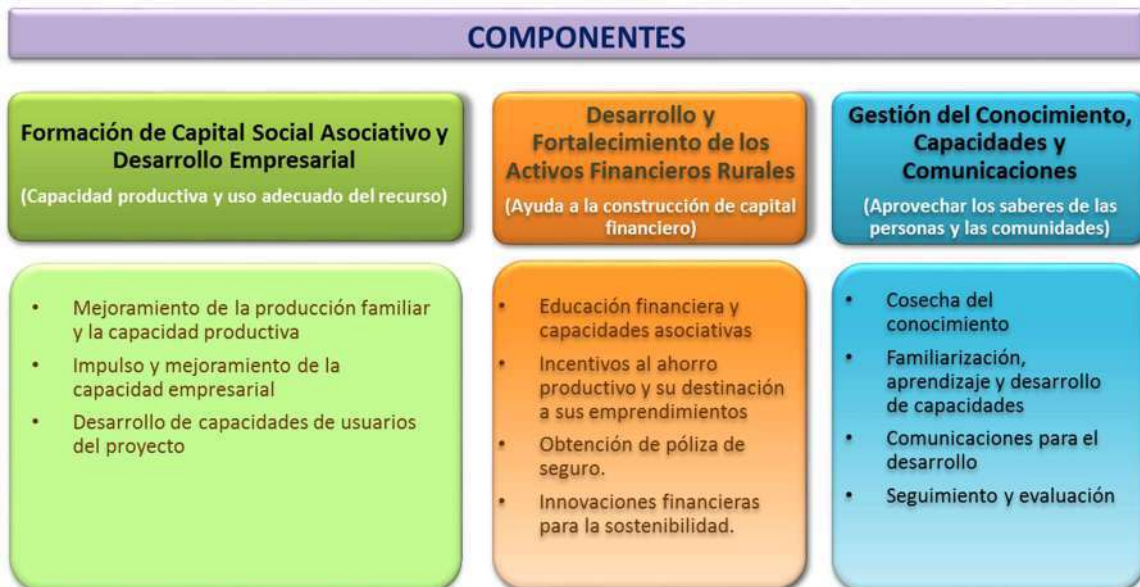 COMPONENTES
Formación de Capital Social Asociativo y
Desarrollo Empresarial
(Capacidad productiva y uso adecuado del recurso)
• Mejoramiento de la producción familiar
y la capacidad productiva
• Impulso y mejoramiento de la
capacidad empresarial
• Desarrollo de capacidades de usuarios
del proyecto
Desarrollo y
Fortalecimiento de los
Activos Financieros Rurales
(Ayuda a la construcción de capital
financiero)
• Educación financiera y
capacidades asociativas
• Incentivos al ahorro
productivo y su destinación
a sus emprendimientos
• Obtención de póliza de
seguro.
• Innovaciones financieras
para la sostenibilidad.
Gestión del Conocimiento,
Capacidades y
Comunicaciones
(Aprovechar los saberes de las
personas y las comunidades)
• Cosecha del
conocimiento
• Familiarización,
aprendizaje y desarrollo
de capacidades
• Comunicaciones para el
desarrollo
• Seguimiento y evaluación